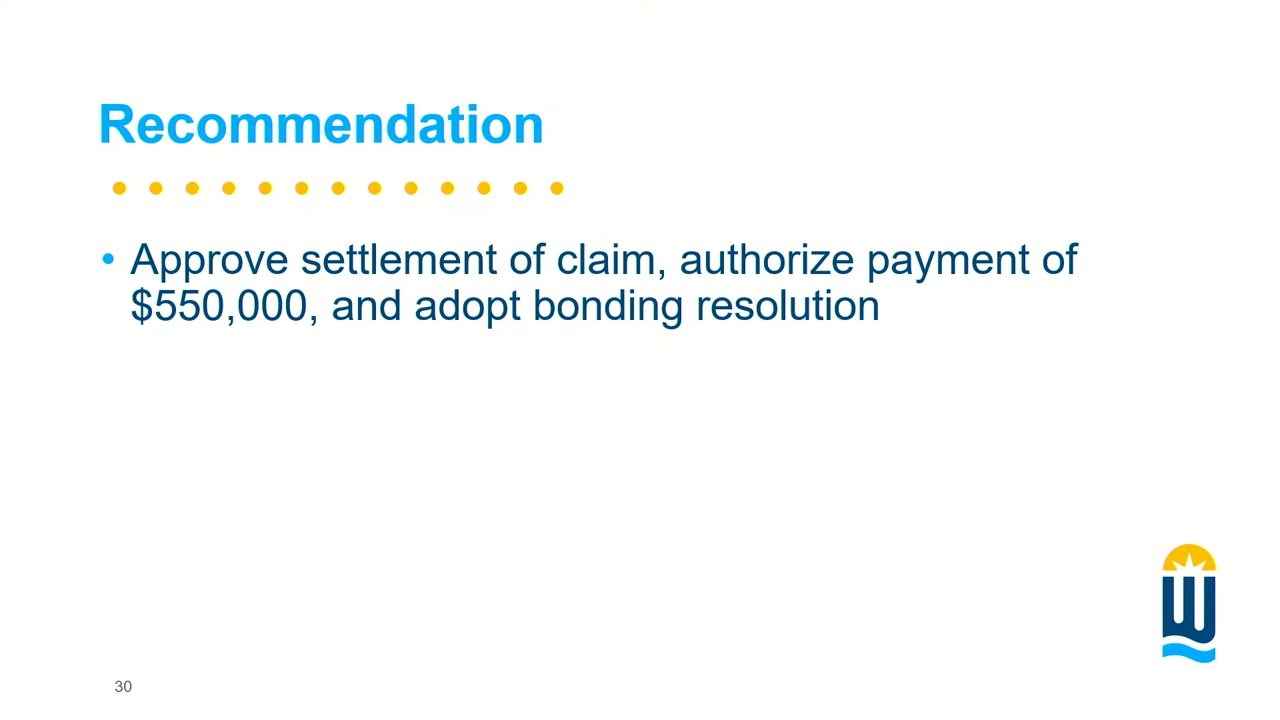 Recommendation
• Approve settlement of claim, authorize payment of
$550,000, and adopt bonding resolution
W
30